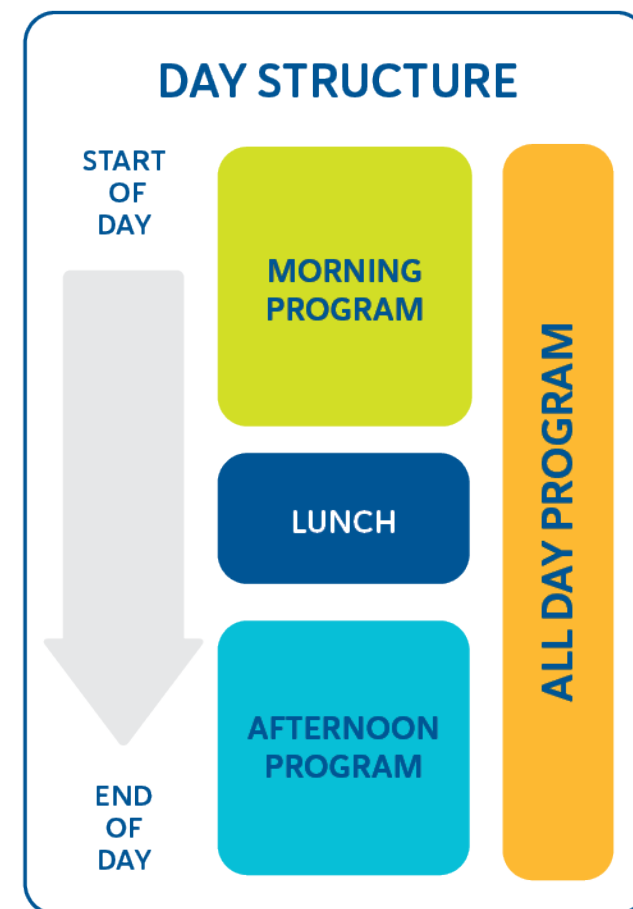 DAY STRUCTURE
START
OF
DAY
MORNING
PROGRAM
LUNCH
AFTERNOON
PROGRAM
END
OF
DAY
ALL DAY PROGRAM